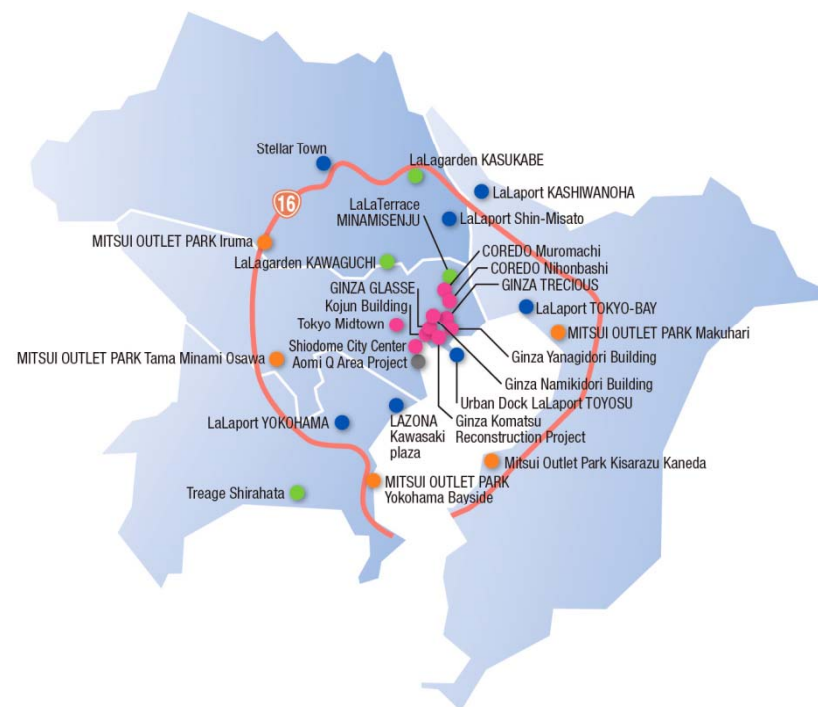 Stellar Town
LaLagarden KASUKABE
16
LaLaport KASHIWANOHA
LaLaTerrace
MINAMISENJU
LaLaport Shin-Misato
MITSUI OUTLET PARK Iruma
COREDO Muromachi
LaLagarden KAWAGUCHI
COREDO Nihonbashi
GINZA GLASSE
GINZA TRECIOUS
Kojun Building
LaLaport TOKYO-BAY
Tokyo Midtown
MITSUI OUTLET PARK Makuhari
Shiodome City Center
MITSUI OUTLET PARK Tama Minami Osawa
Aomi Q Area Project
Ginza Yanagidori Building
Ginza Namikidori Building
Urban Dock LaLaport TOYOSU
LaLaport YOKOHAMA
LAZONA
Kawasaki
plaza
Ginza Komatsu
Reconstruction Project
Mitsui Outlet Park Kisarazu Kaneda
MITSUI OUTLET PARK
Yokohama Bayside
Treage Shirahata